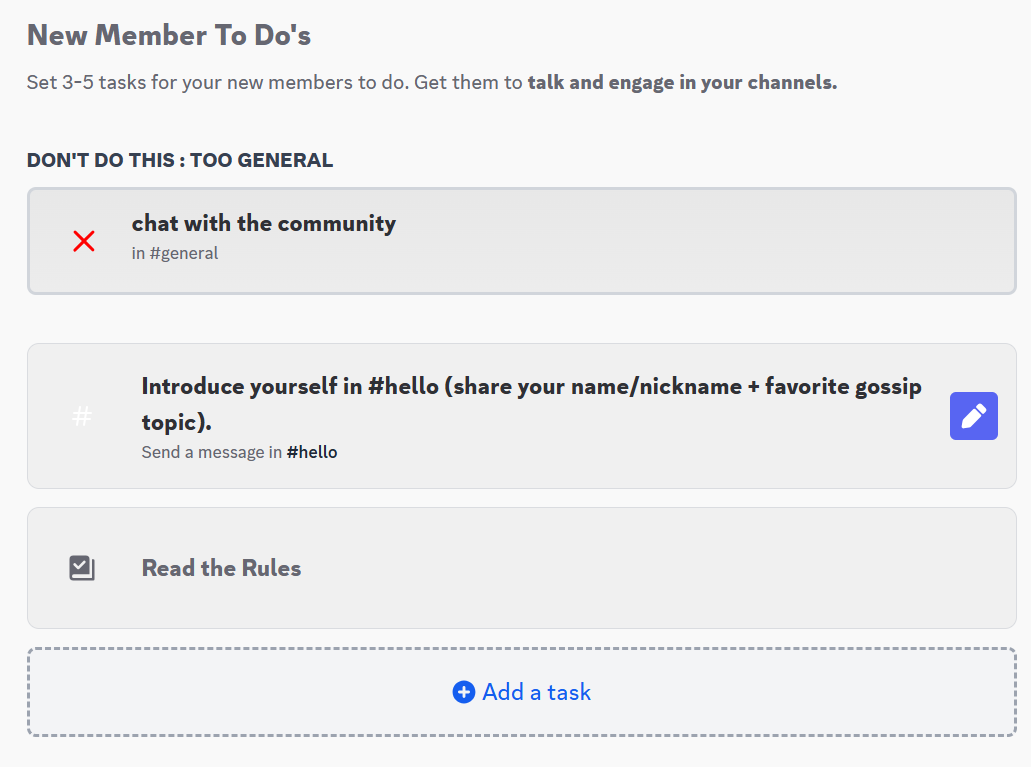 New Member To Do's
Set 3-5 tasks for your new members to do. Get them to talk and engage in your channels.
DON'T DO THIS : TOO GENERAL
chat with the community
in #general
#
Introduce yourself in #hello (share your name/nickname + favorite gossip
topic).
Send a message in #hello
Read the Rules
Add a task